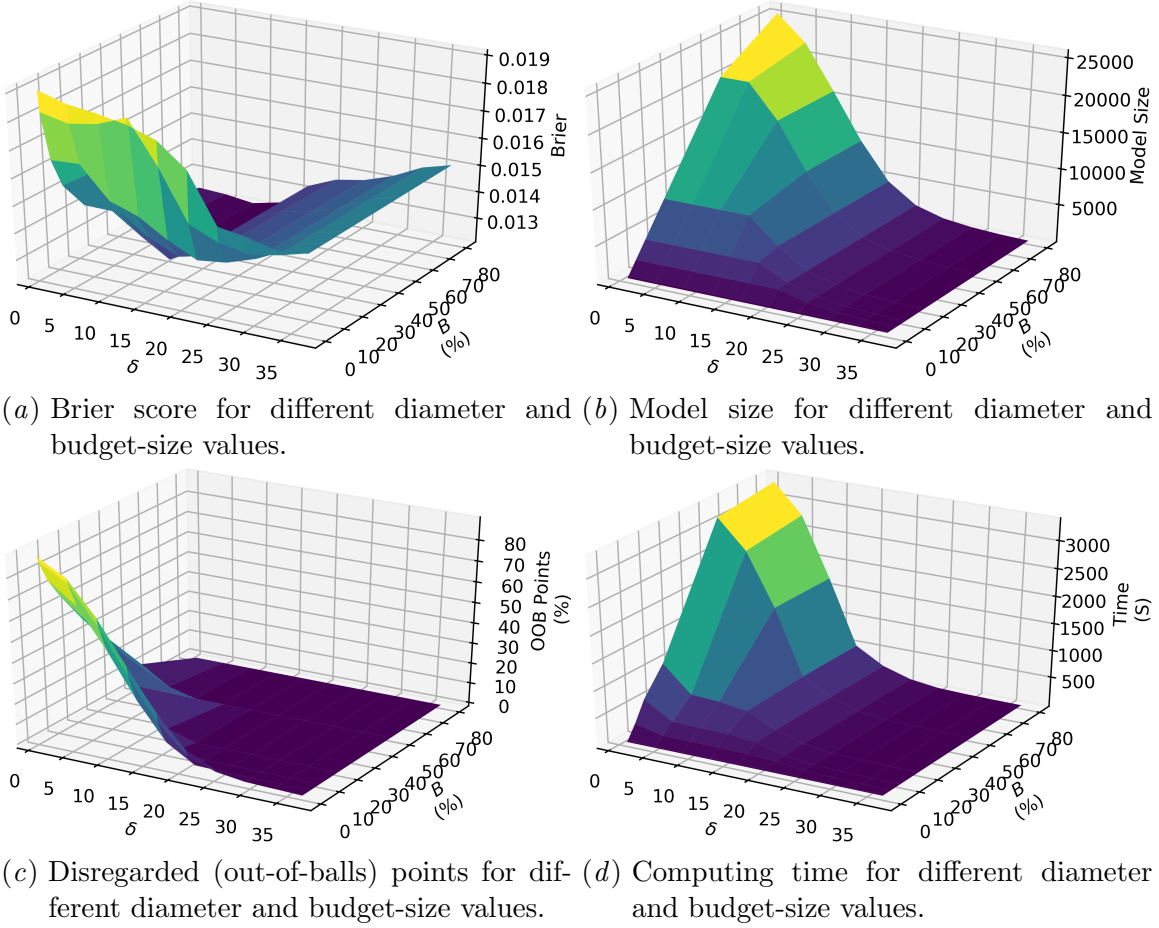 0.019
0.018
0.017
0.016
0.015
0.014
0.013
Brier
0 5 10 15 20 25 30 35
δ
0 10 20 30 40 50 60 70 80
B
(%)
25000
20000
15000
10000
5000
Model Size
0 5 10 15 20 25 30 35
δ
0 10 20 30 40 50 60 70 80
B
(%)
(a) Brier score for different diameter and
budget-size values.
(b) Model size for different diameter and
budget-size values.
80
70
60
50
40
30
20
10
0
OOB Points
(%)
0 5 10 15 20 25 30 35
δ
0 10 20 30 40 50 60 70 80
B
(%)
3000
2500
2000
1500
1000
500
Time
(S)
0 5 10 15 20 25 30 35
δ
0 10 20 30 40 50 60 70 80
B
(%)
(c) Disregarded (out-of-balls) points for dif-
ferent diameter and budget-size values.
(d) Computing time for different diameter
and budget-size values.